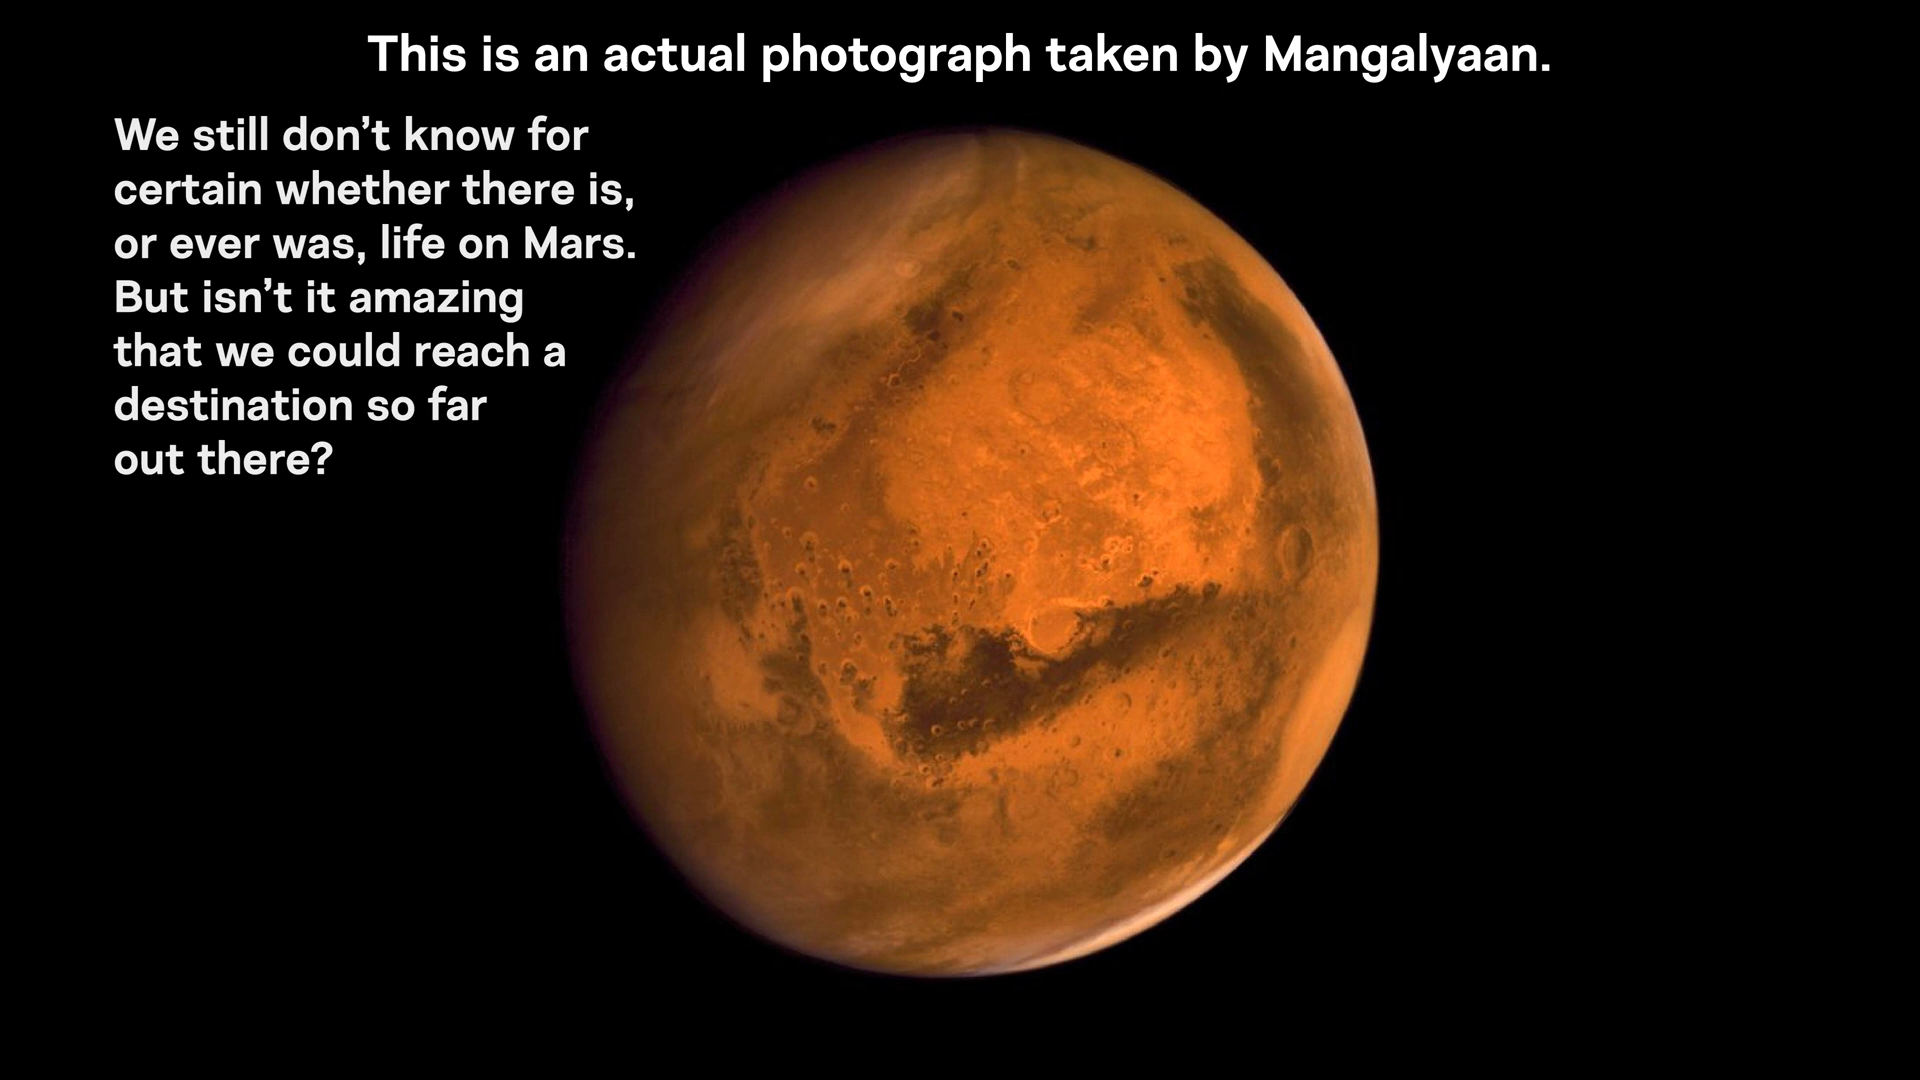 This is an actual photograph taken by Mangalyaan.
We still don’t know for
certain whether there is,
or ever was, life on Mars.
But isn’t it amazing
that we could reach a
destination so far
out there?